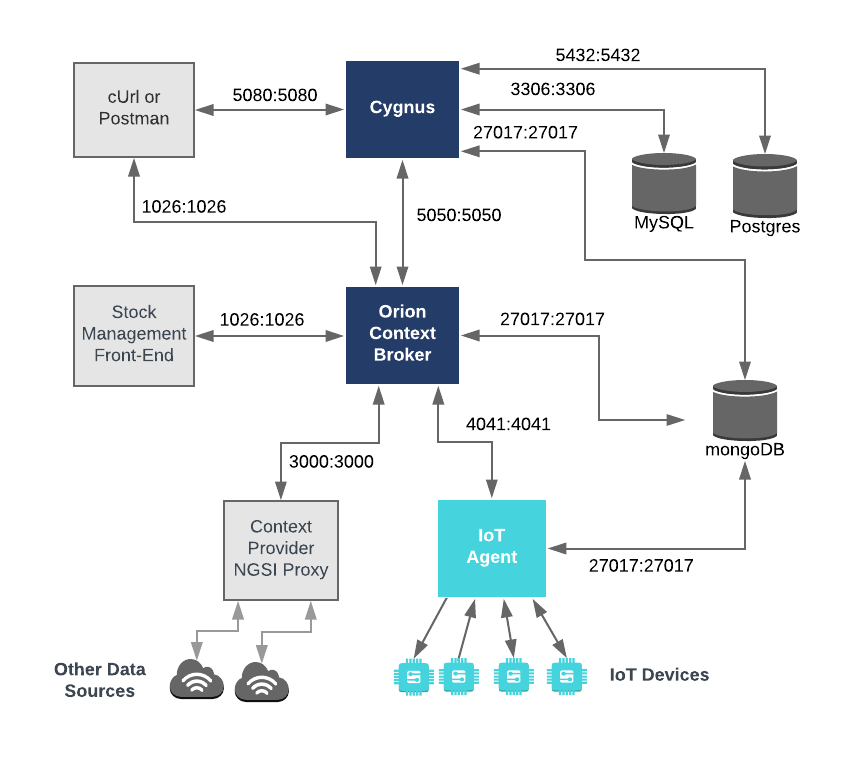 5432:5432
cUrl or
Postman
5080:5080
Cygnus
3306:3306
27017:27017
1026:1026
5050:5050
MySQL
Postgres
Stock
Management
Front-End
1026:1026
Orion
Context
Broker
27017:27017
4041:4041
mongoDB
3000:3000
Context
Provider
NGSI Proxy
IoT
Agent
27017:27017
Other Data
Sources
IoT Devices